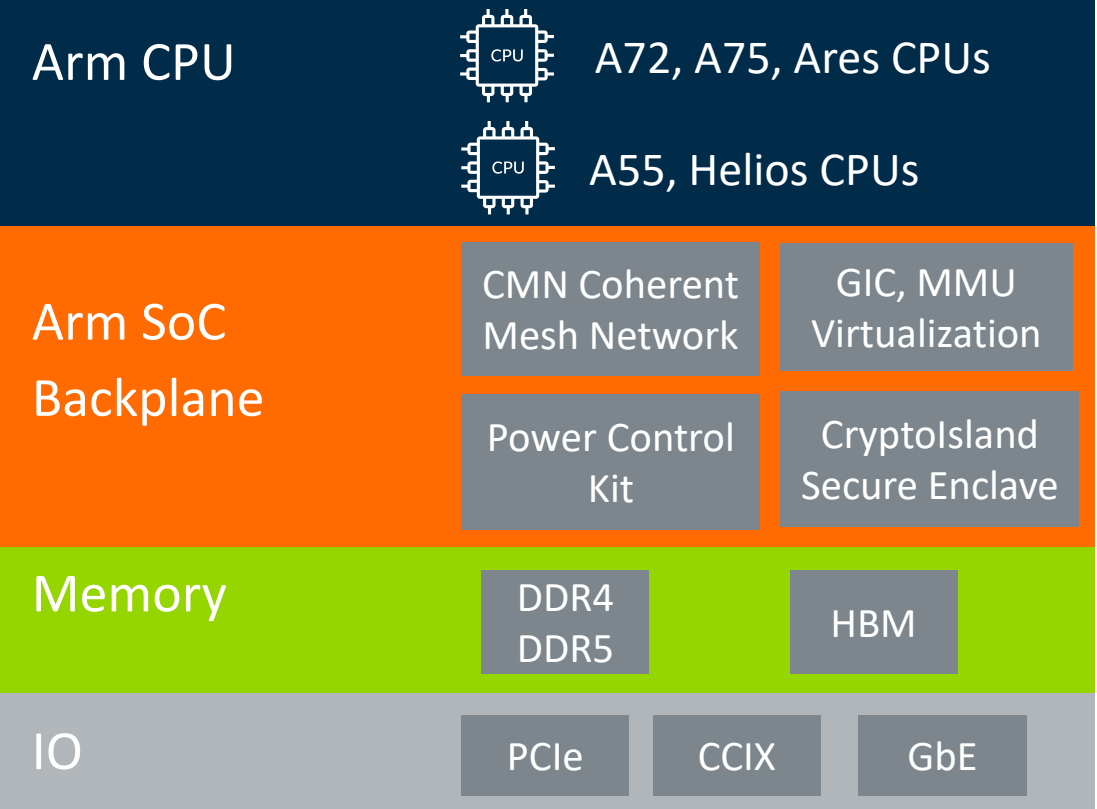 Arm CPU
CPU
A72, A75, Ares CPUs
CPU
A55, Helios CPUs
Arm SoC
Backplane
CMN Coherent
Mesh Network
GIC, MMU
Virtualization
Power Control
Kit
CryptoIsland
Secure Enclave
Memory
DDR4
DDR5
HBM
IO
PCIe
CCIX
GbE